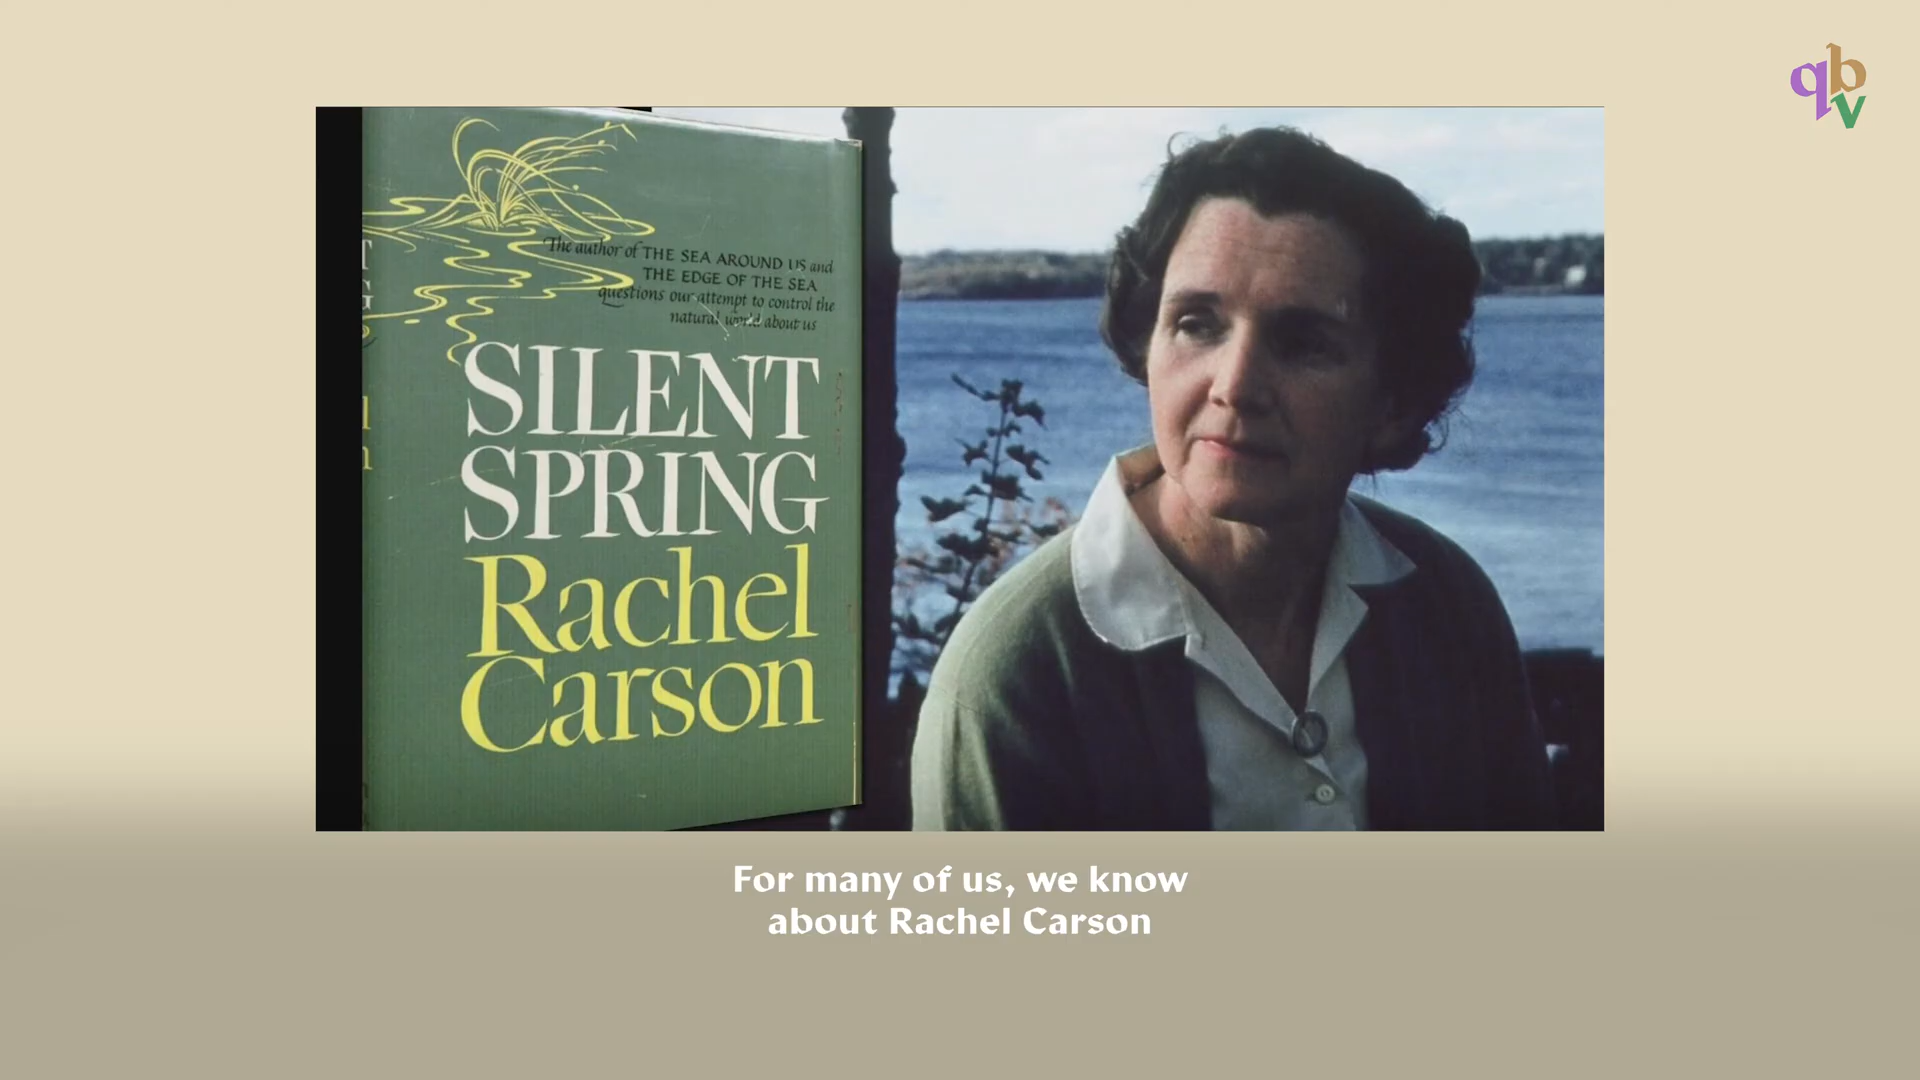 qbv
The author of THE SEA AROUND US and
THE EDGE OF THE SEA
questions our attempt to control the
natural world about us
SILENT
SPRING
Rachel
Carson
For many of us, we know
about Rachel Carson